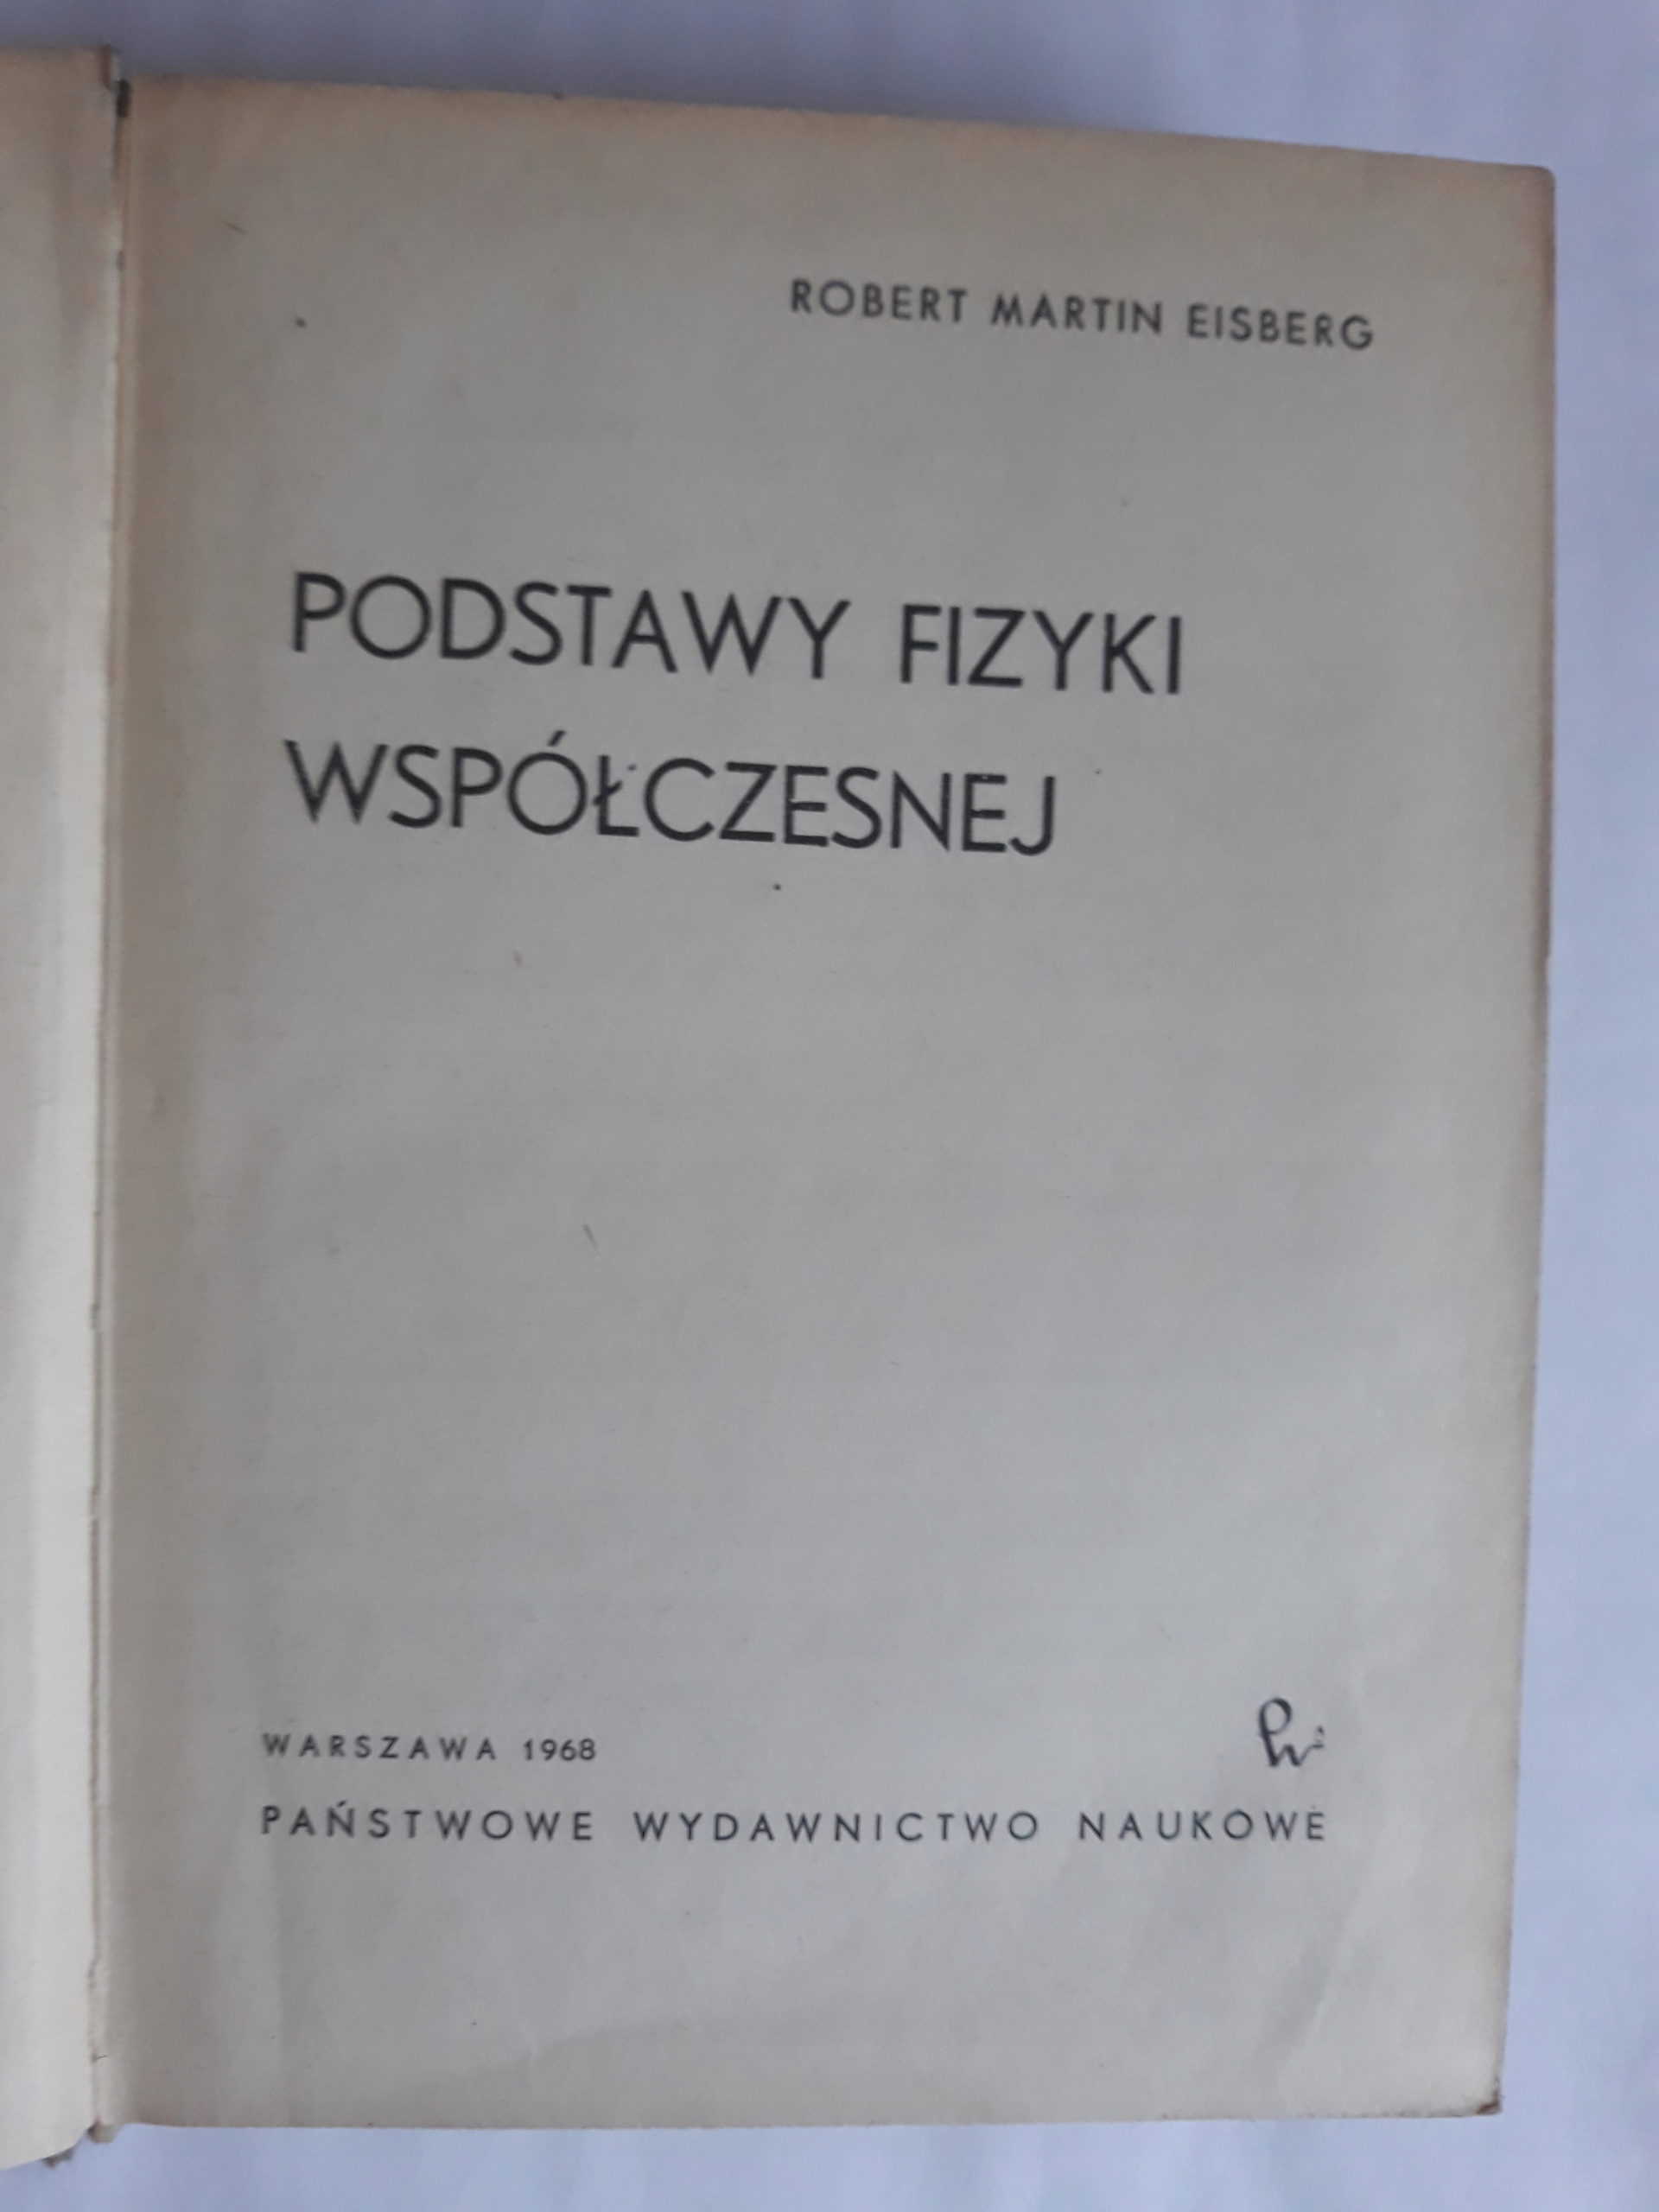 ROBERT MARTIN EISBERG
PODSTAWY FIZYKI
WSPÓŁCZESNEJ
WARSZAWA 1968
PAŃSTWOWE WYDAWNICTWO NAUKOWE